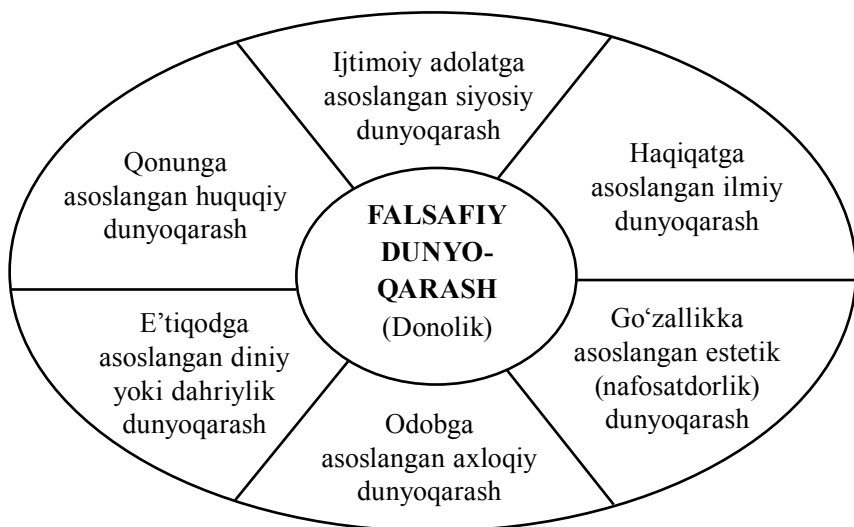 Ijtimoiy adolatga
asoslangan siyosiy
dunyoqarash
Qonunga
asoslangan huquqiy
dunyoqarash
Haqiqatga
asoslangan ilmiy
dunyoqarash
FALSAFIY
DUNYO-
QARASH
(Donolik)
E’tiqodga
asoslangan diniy
yoki dahriylik
dunyoqarash
Go‘zallikka
asoslangan estetik
(nafosatdorlik)
dunyoqarash
Odobga
asoslangan axloqiy
dunyoqarash